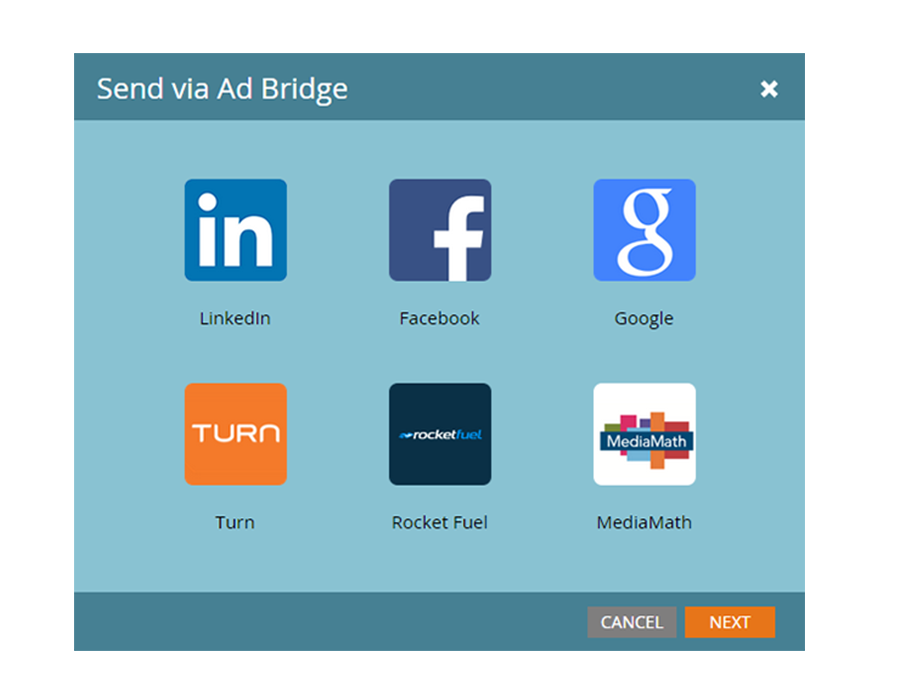 Send via Ad Bridge
in
f
g
LinkedIn
Facebook
Google
TURN
rocketfuel
MediaMath
Turn
Rocket Fuel
MediaMath
CANCEL
NEXT